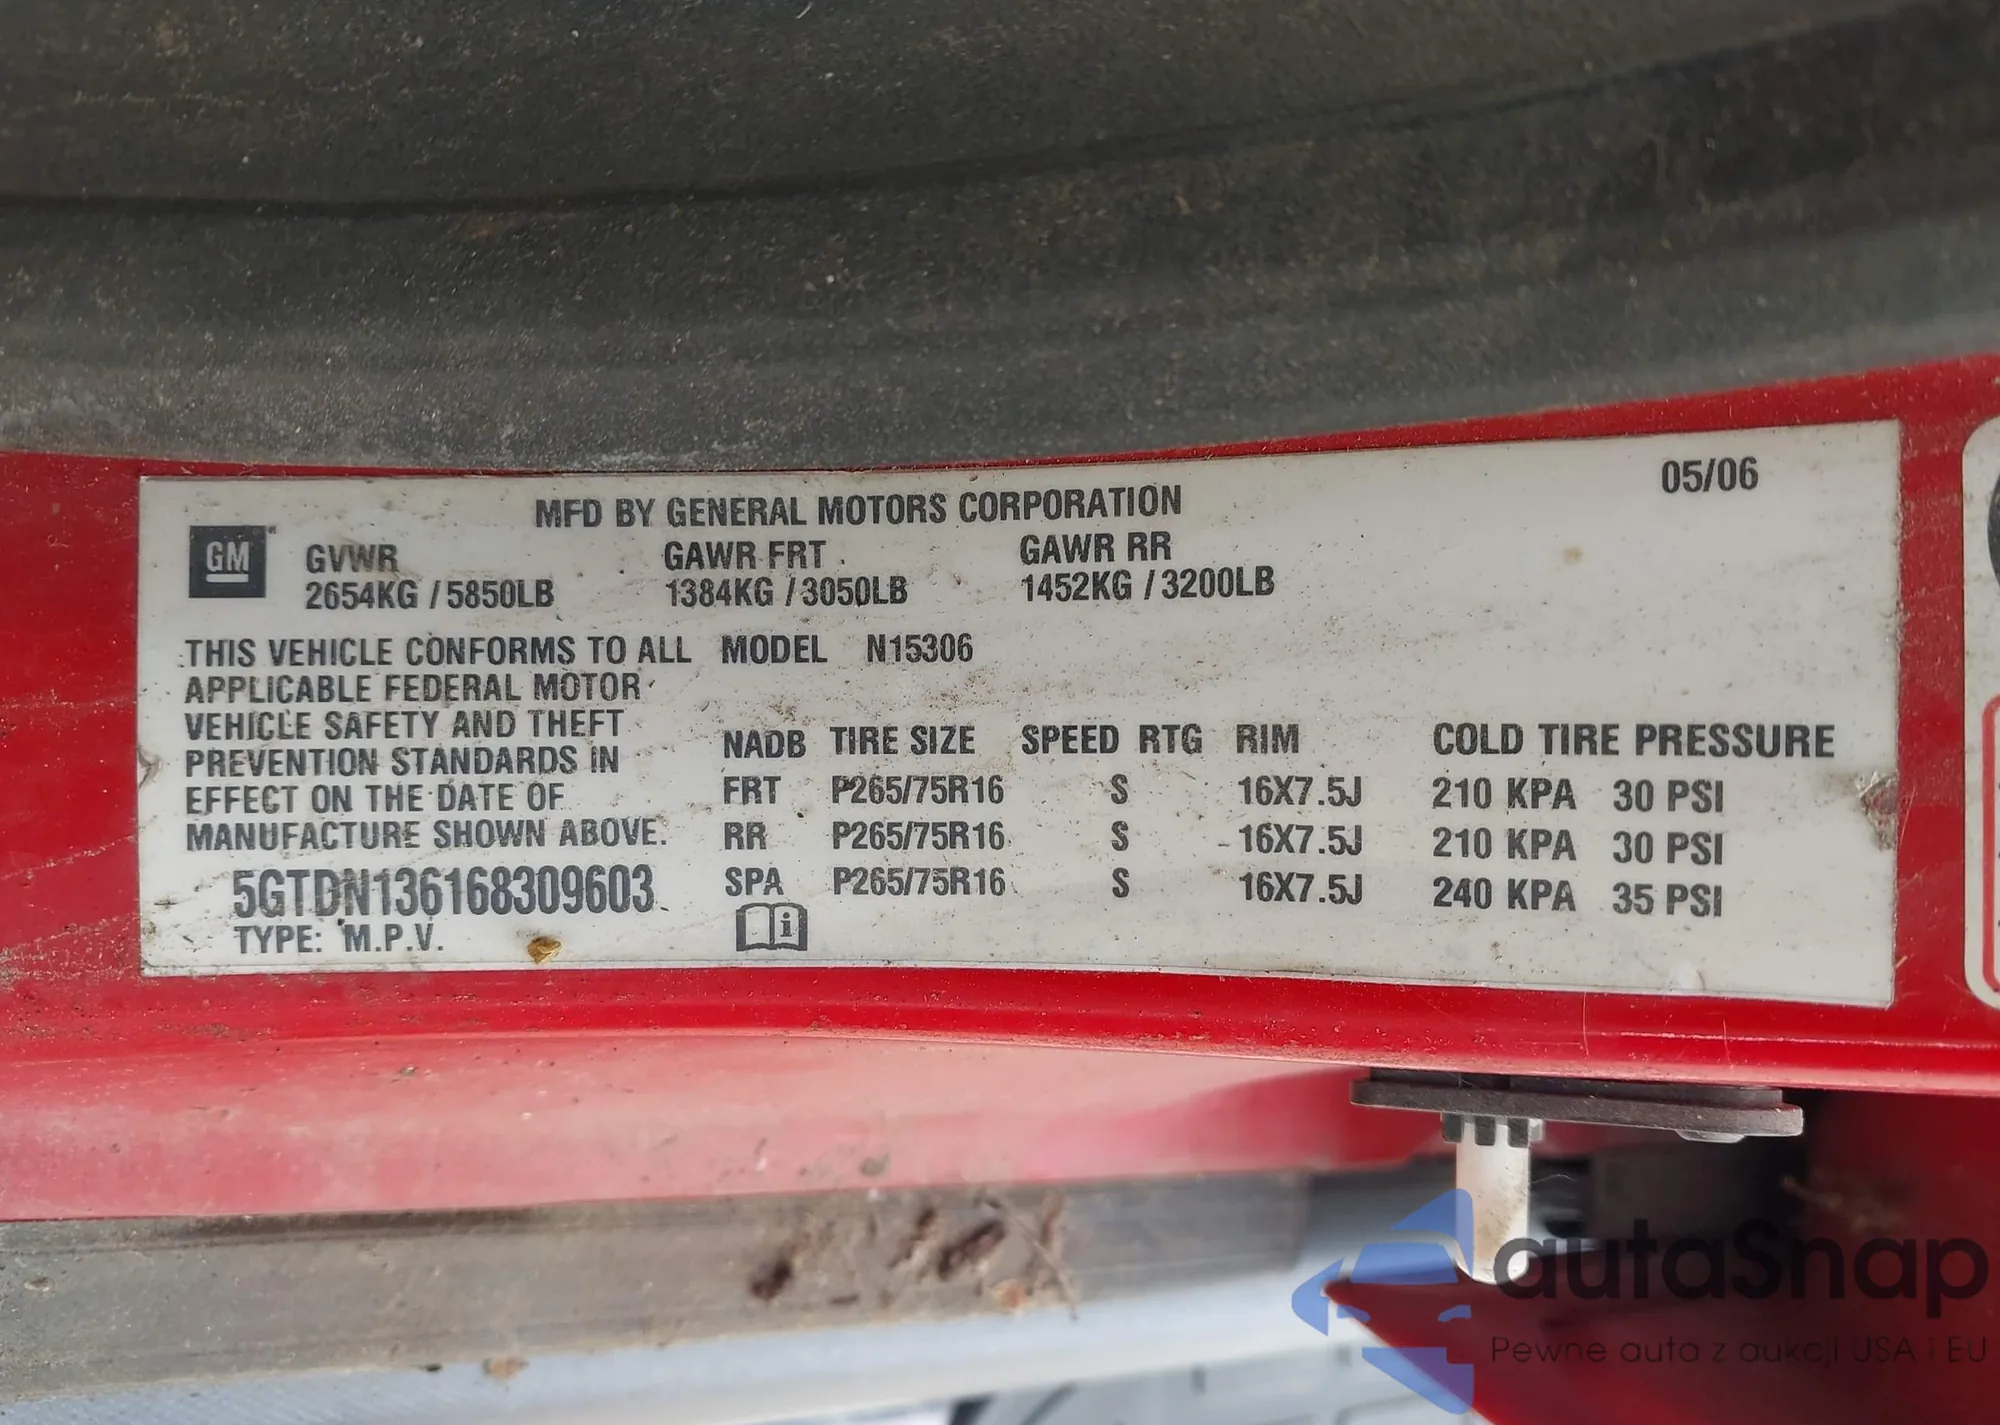 MFD BY GENERAL MOTORS CORPORATION 05/06
GM GVWR GAWR FRT GAWR RR
2654KG / 5850LB 1384KG / 3050LB 1452KG / 3200LB
THIS VEHICLE CONFORMS TO ALL MODEL N15306
APPLICABLE FEDERAL MOTOR
VEHICLE SAFETY AND THEFT
PREVENTION STANDARDS IN
EFFECT ON THE DATE OF
MANUFACTURE SHOWN ABOVE.
5GTDN136168309603
TYPE: M.P.V.
NADB TIRE SIZE SPEED RTG RIM COLD TIRE PRESSURE
FRT P265/75R16 S 16X7.5J 210 KPA 30 PSI
RR P265/75R16 S 16X7.5J 210 KPA 30 PSI
SPA P265/75R16 S 16X7.5J 240 KPA 35 PSI
autaSnap
Pewne auta z aukcji USA i EU